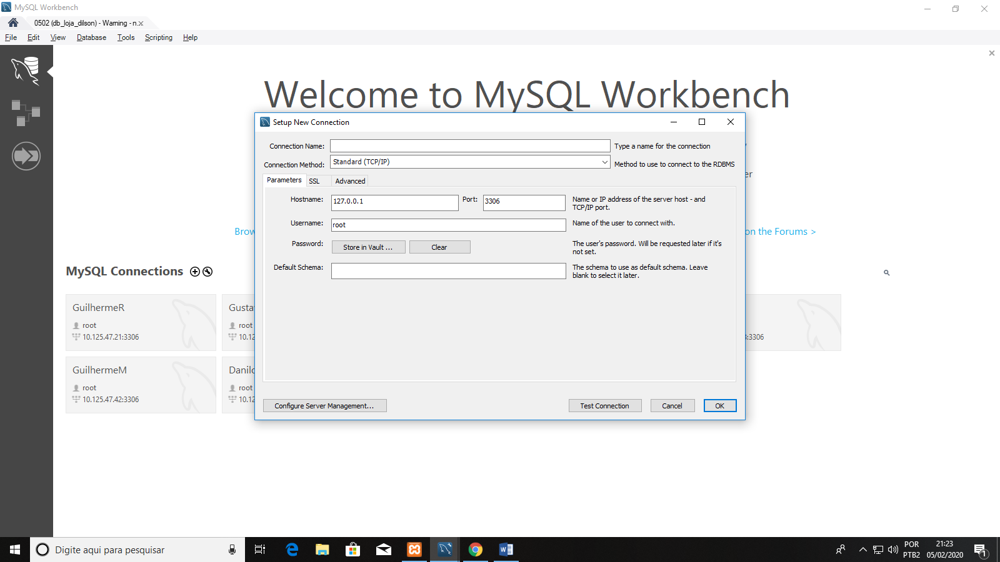 MySQL Workbench
0502 (db_loja_dilson) - Warning - n...
File Edit View Database Tools Scripting Help
Welcome to MySQL Workbench
Setup New Connection
Connection Name: Type a name for the connection
Connection Method: Standard (TCP/IP) Method to use to connect to the RDBMS
Parameters SSL Advanced
Hostname: 127.0.0.1 Port: 3306 Name or IP address of the server host - and
TCP/IP port.
Username: root Name of the user to connect with.
Password: Store in Vault ... Clear The user's password. Will be requested later if it's
not set.
Default Schema: The schema to use as default schema. Leave
blank to select it later.
Configure Server Management... Test Connection Cancel OK
er
Brow
on the Forums >
MySQL Connections
GuilhermeR
root
10.125.47.21:3306
Gusta
root
10.12
:3306
GuilhermeM
root
10.125.47.42:3306
Danilo
root
10.12
Digite aqui para pesquisar
POR
PTB2
21:23
05/02/2020
1